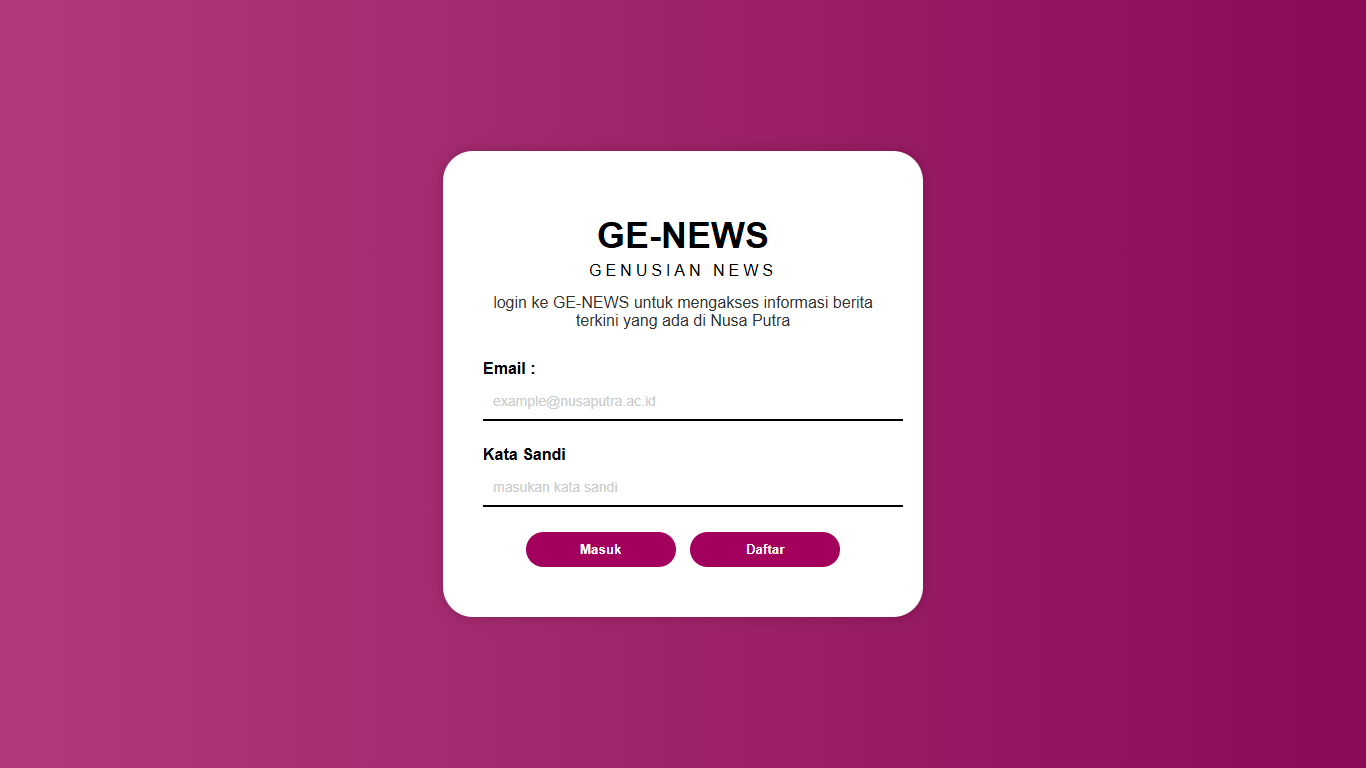 GE-NEWS
GENUSIAN NEWS
login ke GE-NEWS untuk mengakses informasi berita
terkini yang ada di Nusa Putra
Email :
example@nusaputra.ac.id
Kata Sandi
masukan kata sandi
Masuk Daftar